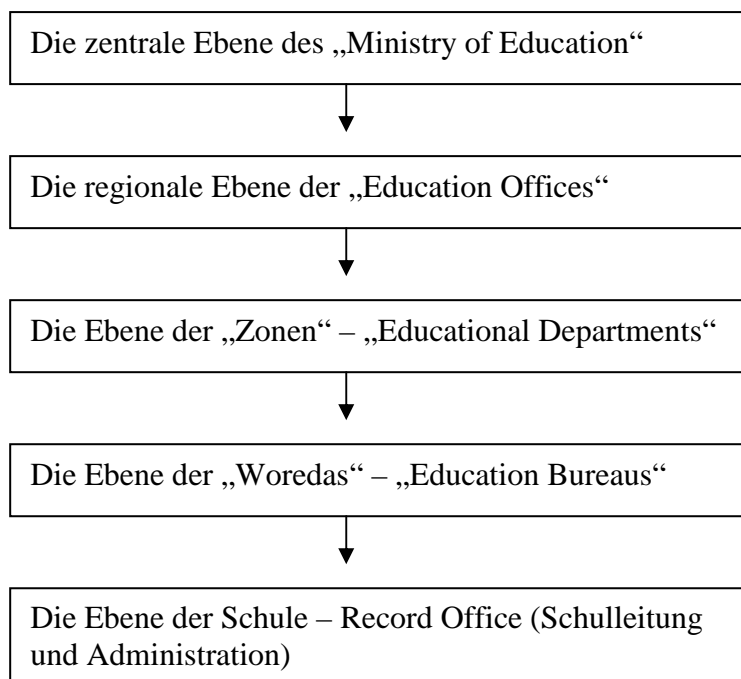 Die zentrale Ebene des „Ministry of Education“
Die regionale Ebene der „Education Offices“
Die Ebene der „Zonen“ – „Educational Departments“
Die Ebene der „Woredas“ – „Education Bureaus“
Die Ebene der Schule – Record Office (Schulleitung
und Administration)